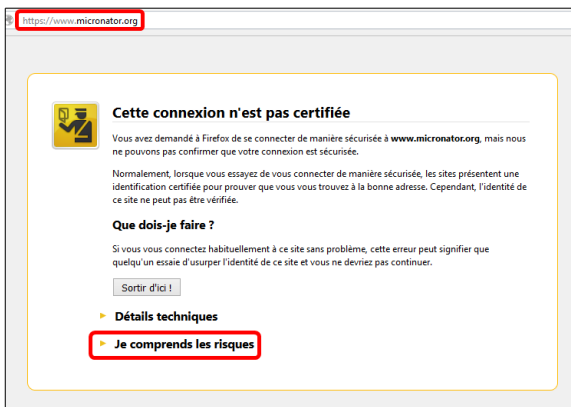 https://www.micronator.org
Cette connexion n'est pas certifiée
Vous avez demandé à Firefox de se connecter de manière sécurisée à www.micronator.org, mais nous
ne pouvons pas confirmer que votre connexion est sécurisée.
Normalement, lorsque vous essayez de vous connecter de manière sécurisée, les sites présentent une
identification certifiée pour prouver que vous vous trouvez à la bonne adresse. Cependant, l'identité de
ce site ne peut pas être vérifiée.
Que dois-je faire ?
Si vous vous connectez habituellement à ce site sans problème, cette erreur peut signifier que
quelqu'un essaie d'usurper l'identité de ce site et vous ne devriez pas continuer.
Sortir d'ici !
Détails techniques
Je comprends les risques